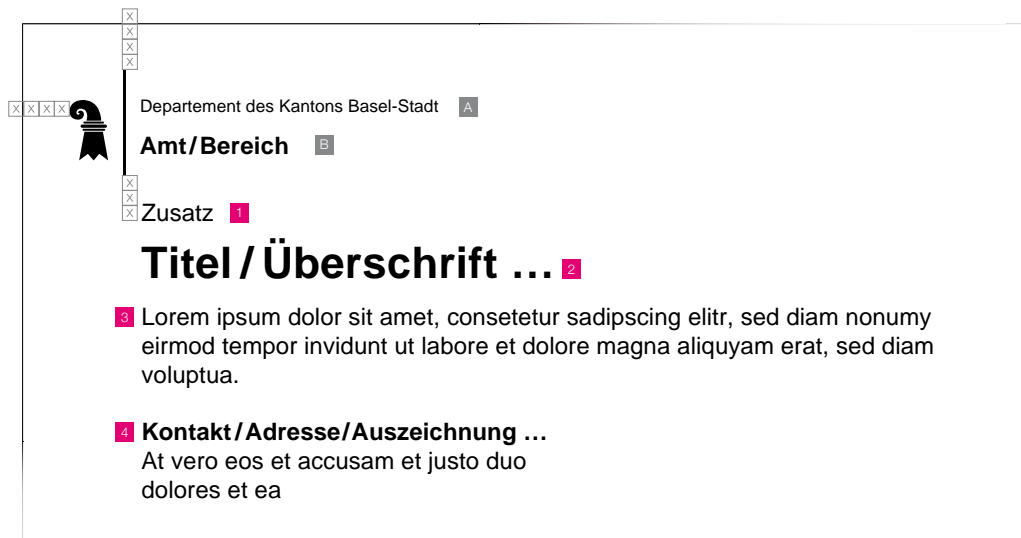 X
X
X
X
X X X X
Departement des Kantons Basel-Stadt A
Amt/Bereich B
X
X
X Zusatz 1
Titel/Überschrift … 2
3 Lorem ipsum dolor sit amet, consetetur sadipscing elitr, sed diam nonumy
eirmod tempor invidunt ut labore et dolore magna aliquyam erat, sed diam
voluptua.
4 Kontakt/Adresse/Auszeichnung …
At vero eos et accusam et justo duo
dolores et ea